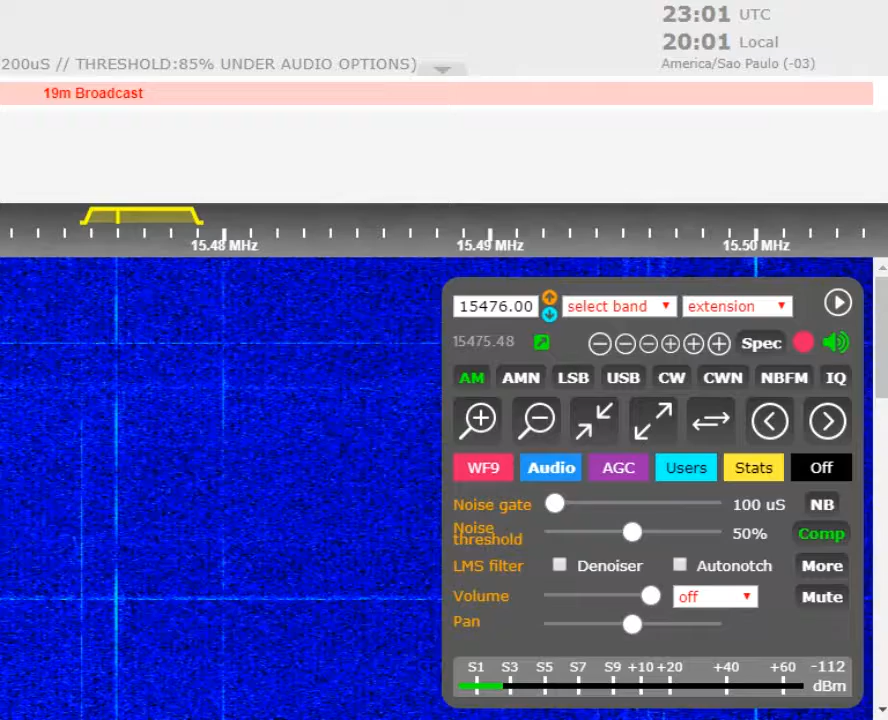 23:01 UTC
20:01 Local
200uS // THRESHOLD:85% UNDER AUDIO OPTIONS)
America/Sao Paulo (-03)
19m Broadcast
15.48 MHz 15.49 MHz 15.50 MHz
15476.00 select band extension
15475.48 Spec
AM AMN LSB USB CW CWN NBFM IQ
WF9 Audio AGC Users Stats Off
Noise gate 100 uS NB
Noise threshold 50% Comp
LMS filter Denoiser Autonotch More
Volume off Mute
Pan
S1 S3 S5 S7 S9 +10 +20 +40 +60 -112
dBm